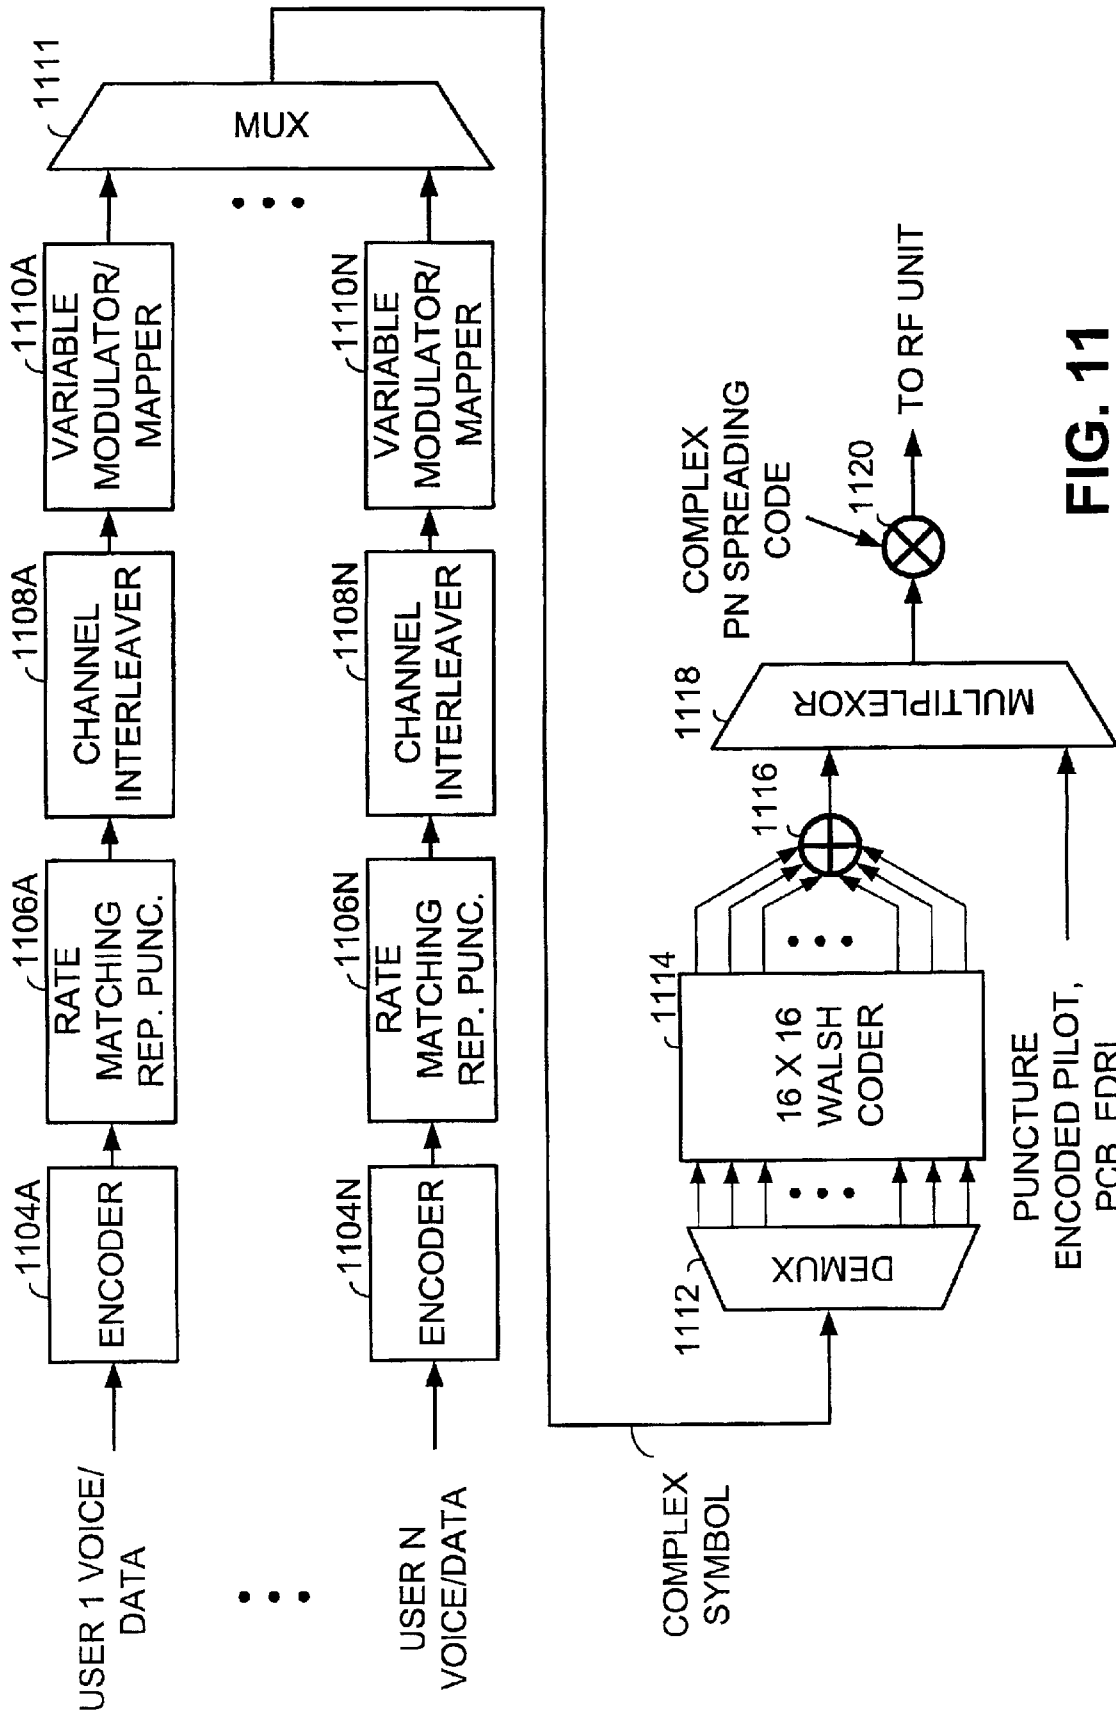 USER 1 VOICE/
DATA
1104A
ENCODER
1106A
RATE
MATCHING
REP. PUNC.
1108A
CHANNEL
INTERLEAVER
1110A
VARIABLE
MODULATOR/
MAPPER
1111
MUX
USER N
VOICE/DATA
1104N
ENCODER
1106N
RATE
MATCHING
REP. PUNC.
1108N
CHANNEL
INTERLEAVER
1110N
VARIABLE
MODULATOR/
MAPPER
COMPLEX
SYMBOL
1112
DEMUX
1114
16 X 16
WALSH
CODER
1116
1118
MULTIPLEXOR
COMPLEX
PN SPREADING
CODE
1120
TO RF UNIT
PUNCTURE
ENCODED PILOT,
PCB,
FIG. 11